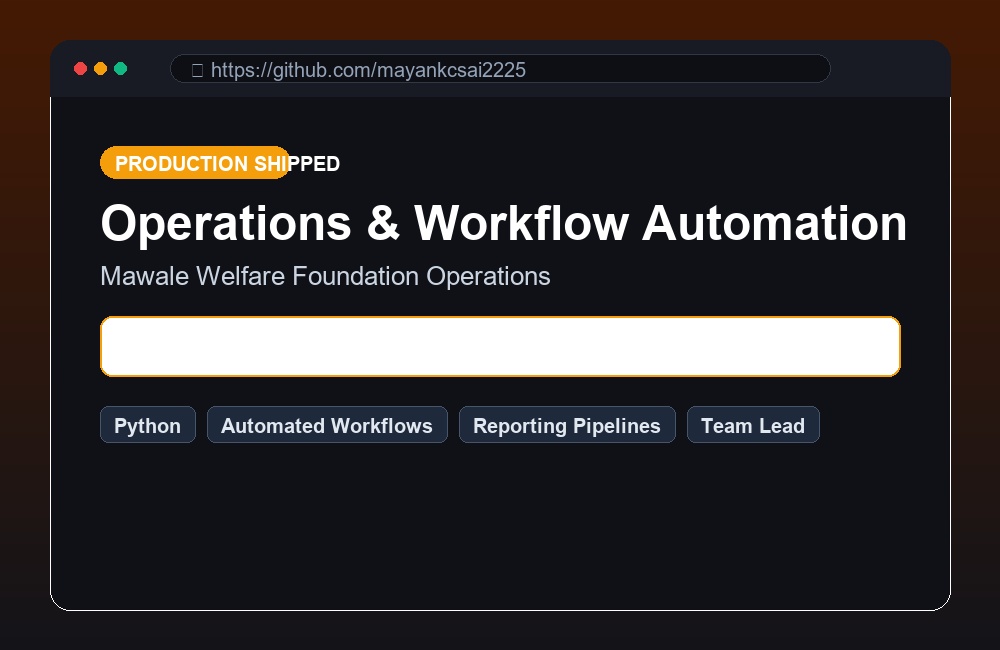 https://github.com/mayankcsai2225
PRODUCTION SHIPPED
Operations & Workflow Automation
Mawale Welfare Foundation Operations
Python Automated Workflows Reporting Pipelines Team Lead